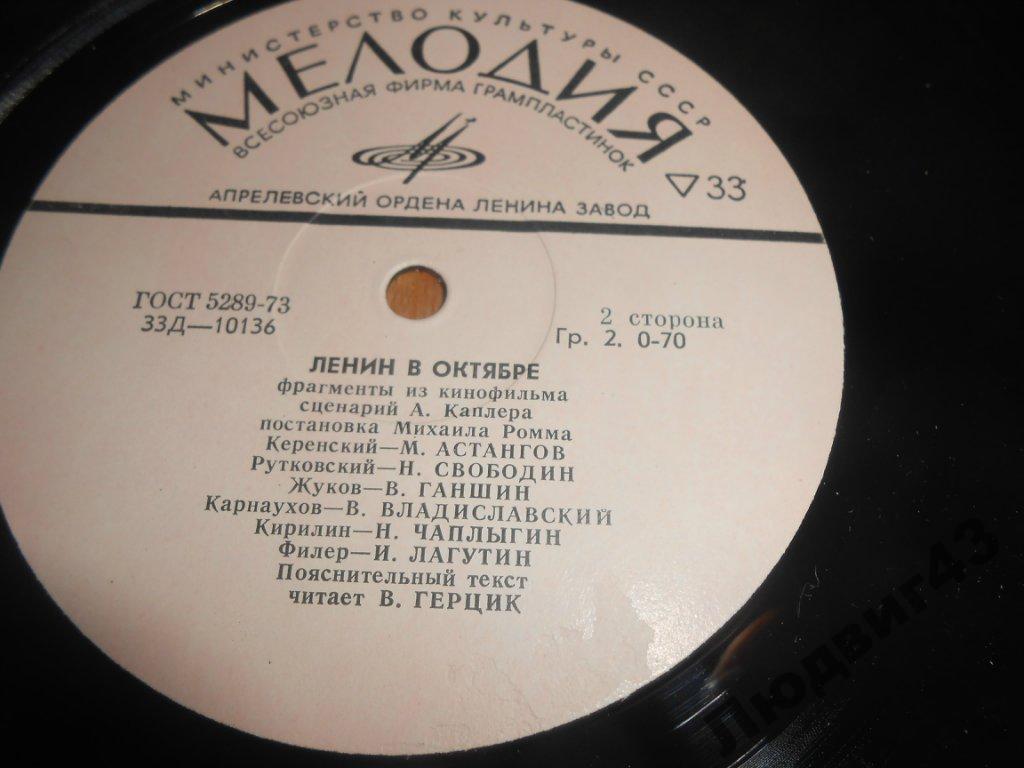 МИНИСТЕРСТВО КУЛЬТУРЫ СССР
МЕЛОДИЯ
ВСЕСОЮЗНАЯ ФИРМА ГРАМПЛАСТИНОК
33
АПРЕЛЕВСКИЙ ОРДЕНА ЛЕНИНА ЗАВОД
ГОСТ 5289-73
33Д—10136
2 сторона
Гр. 2. 0-70
ЛЕНИН В ОКТЯБРЕ
фрагменты из кинофильма
сценарий А. Каплера
постановка Михаила Ромма
Керенский—М. АСТАНГОВ
Рутковский—Н. СВОБОДИН
Жуков—В. ГАНШИН
Карнаухов—В. ВЛАДИСЛАВСКИЙ
Кирилин—Н. ЧАПЛЫГИН
Филер—И. ЛАГУТИН
Пояснительный текст
читает В. ГЕРЦИК
Людвиг43